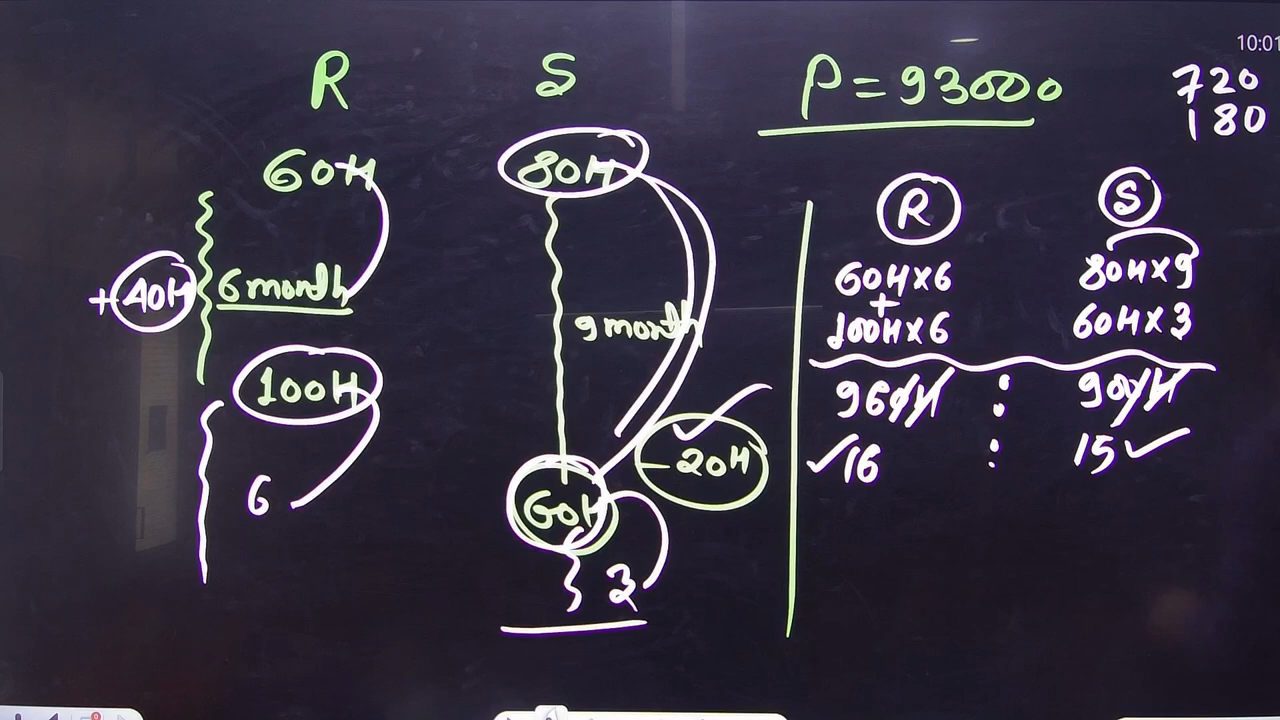 10:01
R S P=93000
720
180
60H 80H
R S
+40H 6 month
60H×6 80H×9
+
100H×6 60H×3
9 month
100H
960H : 900H
-20H
16 : 15
6
60H
3